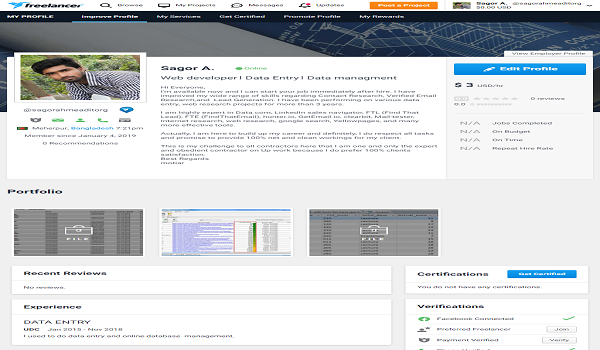 freelancer
Browse
My Projects
Messages
Updates
Post a Project
Sagor A. @sagorahmeaditorg
$0.00 USD
MY PROFILE
Improve Profile
My Services
Get Certified
Promote Profile
My Rewards
View Employer Profile
Sagor A.
Online
Web developer| Data Entry| Data managment
Edit Profile
Hi Everyone,
I'm available now and I can start your job immediately after hire. I have
improved my wide range of skills regarding Contact Research, Verified Email
Research,and Lead Generation. I have been performing on various data
entry, web research projects for more than 3 years.
$ 3 USD/hr
0 reviews
0.0
@sagorahmeaditorg
I am highly expert in Data.com, Linkedin sales navigator, FTL (Find That
Lead), FTE (FindThatEmail), hunter.io, GetEmail io, clearbit, Mail-tester,
Internet research, web research, google search, Yellowpages, and many
more effective tools.
Meherpur, Bangladesh 7:21pm
Member since January 4, 2019
0 Recommendations
Actually, I am here to build up my career and definitely, I do respect all tasks
and promise to provide 100% net and clean workings for my client.
This is my challenge to all contractors here that I am one and only the expert
and obedient contractor on Up work because I do prefer 100% clients
satisfaction.
Best Regards
N/A Jobs Completed
N/A On Budget
N/A On Time
N/A Repeat Hire Rate
Portfolio
FILE
FILE
Recent Reviews
No reviews.
Certifications
Get Certified
You do not have any certifications.
Experience
DATA ENTRY
UDC Jan 2015 - Nov 2018
I used to do data entry and online database management.
Verifications
Facebook Connected
Preferred Freelancer
Join
Payment Verified
Verify